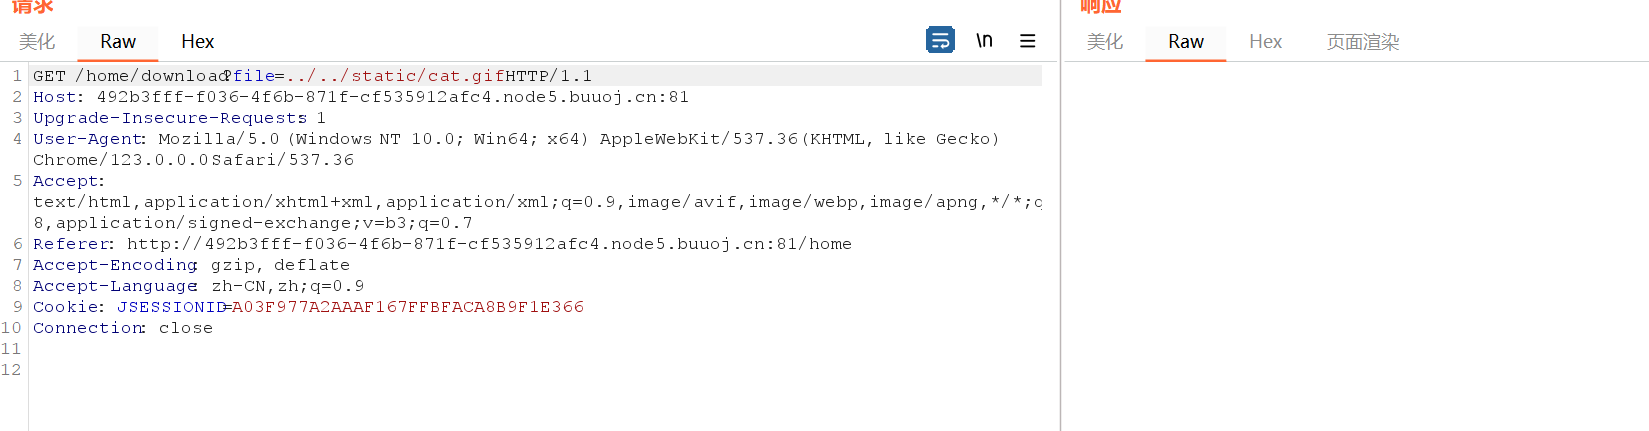 请求
响应
美化 Raw Hex \n
美化 Raw Hex 页面渲染
1 GET /home/download?file=../../static/cat.gif HTTP/1.1
2 Host: 492b3fff-f036-4f6b-871f-cf535912afc4.node5.buuoj.cn:81
3 Upgrade-Insecure-Requests: 1
4 User-Agent: Mozilla/5.0 (Windows NT 10.0; Win64; x64) AppleWebKit/537.36 (KHTML, like Gecko)
Chrome/123.0.0.0 Safari/537.36
5 Accept:
text/html,application/xhtml+xml,application/xml;q=0.9,image/avif,image/webp,image/apng,*/*;q
8,application/signed-exchange;v=b3;q=0.7
6 Referer: http://492b3fff-f036-4f6b-871f-cf535912afc4.node5.buuoj.cn:81/home
7 Accept-Encoding: gzip, deflate
8 Accept-Language: zh-CN,zh;q=0.9
9 Cookie: JSESSIONID=A03F977A2AAAF167FFBFACA8B9F1E366
10 Connection: close
11
12